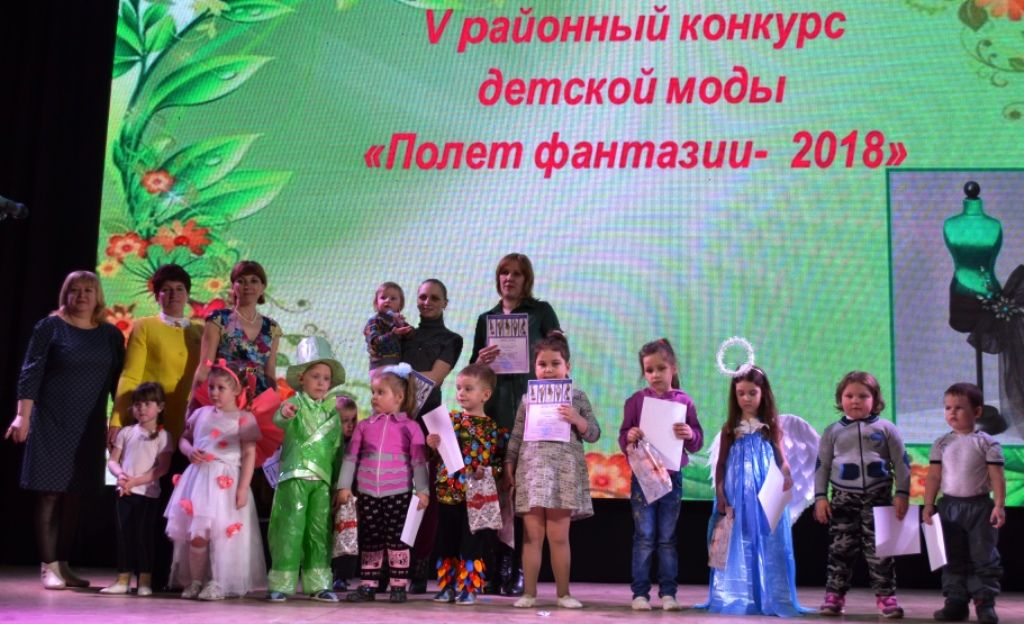 V районный конкурс
детской моды
«Полет фантазии- 2018»